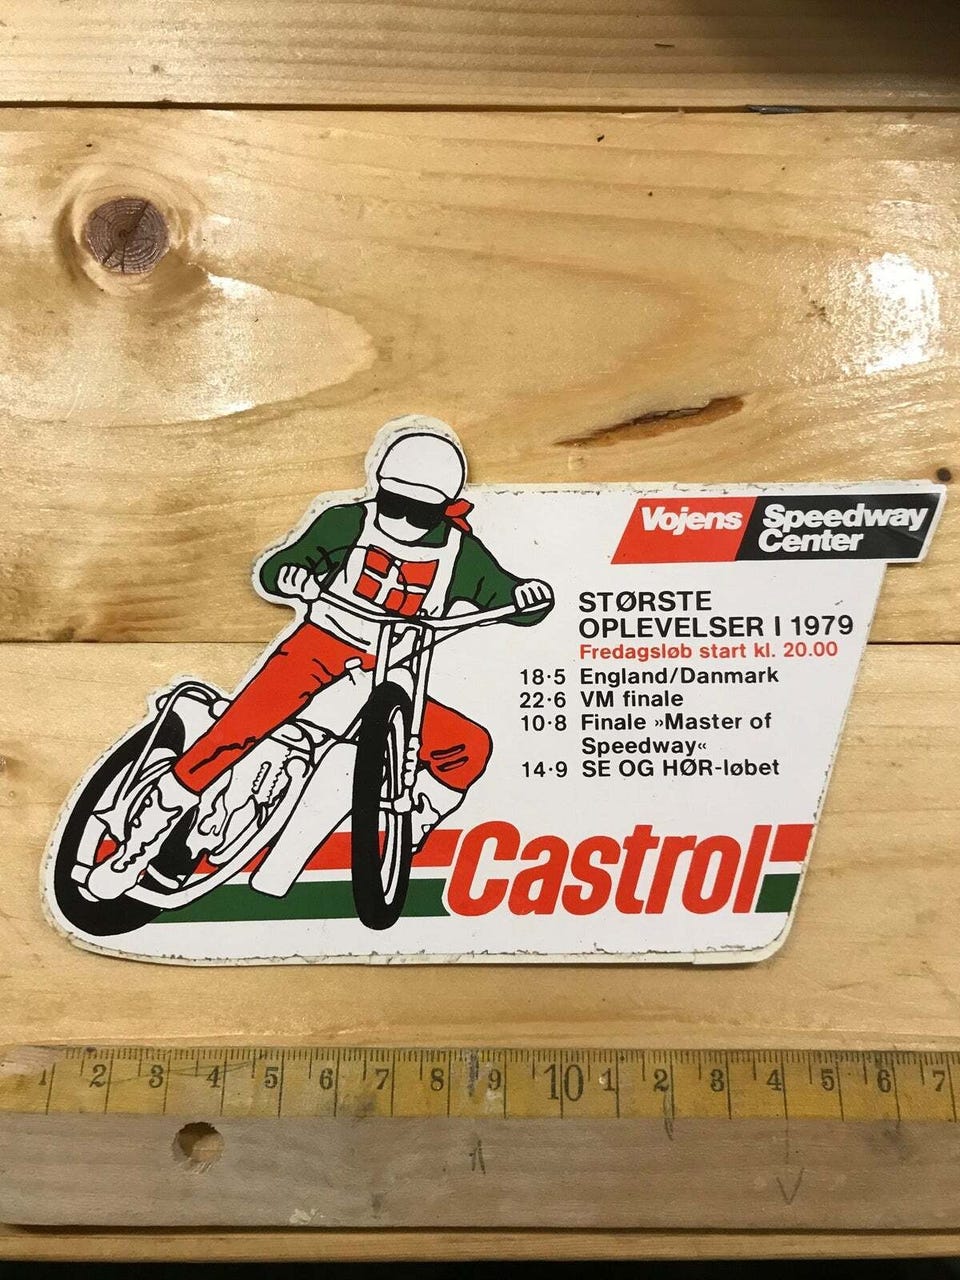 Vojens Speedway
Center
STØRSTE
OPLEVELSER I 1979
Fredagsløb start kl. 20.00
18·5 England/Danmark
22·6 VM finale
10·8 Finale »Master of
Speedway«
14·9 SE OG HØR-løbet
Castrol
1 2 3 4 5 6 7 8 9 10 1 2 3 4 5 6 7